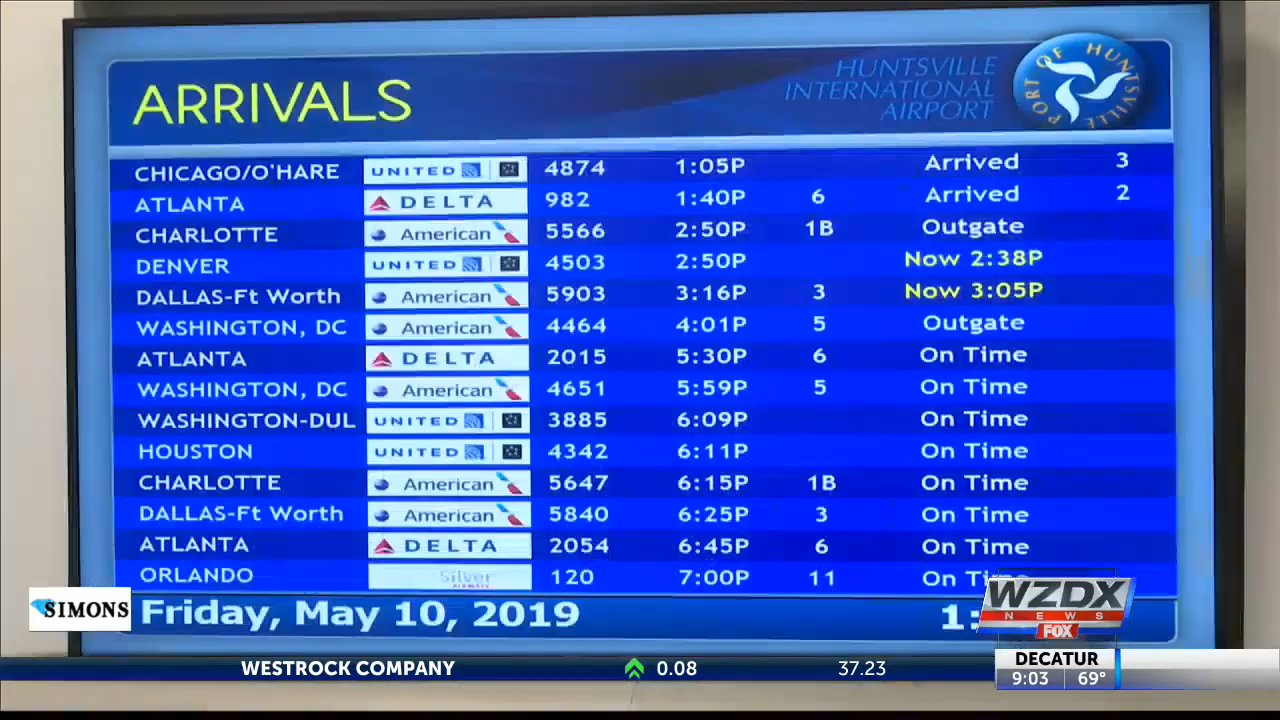 ARRIVALS
HUNTSVILLE
INTERNATIONAL
AIRPORT
PORT OF HUNTSVILLE
CHICAGO/O'HARE UNITED 4874 1:05P Arrived 3
ATLANTA DELTA 982 1:40P 6 Arrived 2
CHARLOTTE American 5566 2:50P 1B Outgate
DENVER UNITED 4503 2:50P Now 2:38P
DALLAS-Ft Worth American 5903 3:16P 3 Now 3:05P
WASHINGTON, DC American 4464 4:01P 5 Outgate
ATLANTA DELTA 2015 5:30P 6 On Time
WASHINGTON, DC American 4651 5:59P 5 On Time
WASHINGTON-DUL UNITED 3885 6:09P On Time
HOUSTON UNITED 4342 6:11P On Time
CHARLOTTE American 5647 6:15P 1B On Time
DALLAS-Ft Worth American 5840 6:25P 3 On Time
ATLANTA DELTA 2054 6:45P 6 On Time
ORLANDO Silver AIRWAYS 120 7:00P 11 On Time
Friday, May 10, 2019 1:
SIMONS
WZDX
NEWS
FOX
WESTROCK COMPANY 0.08 37.23
DECATUR
9:03 69°